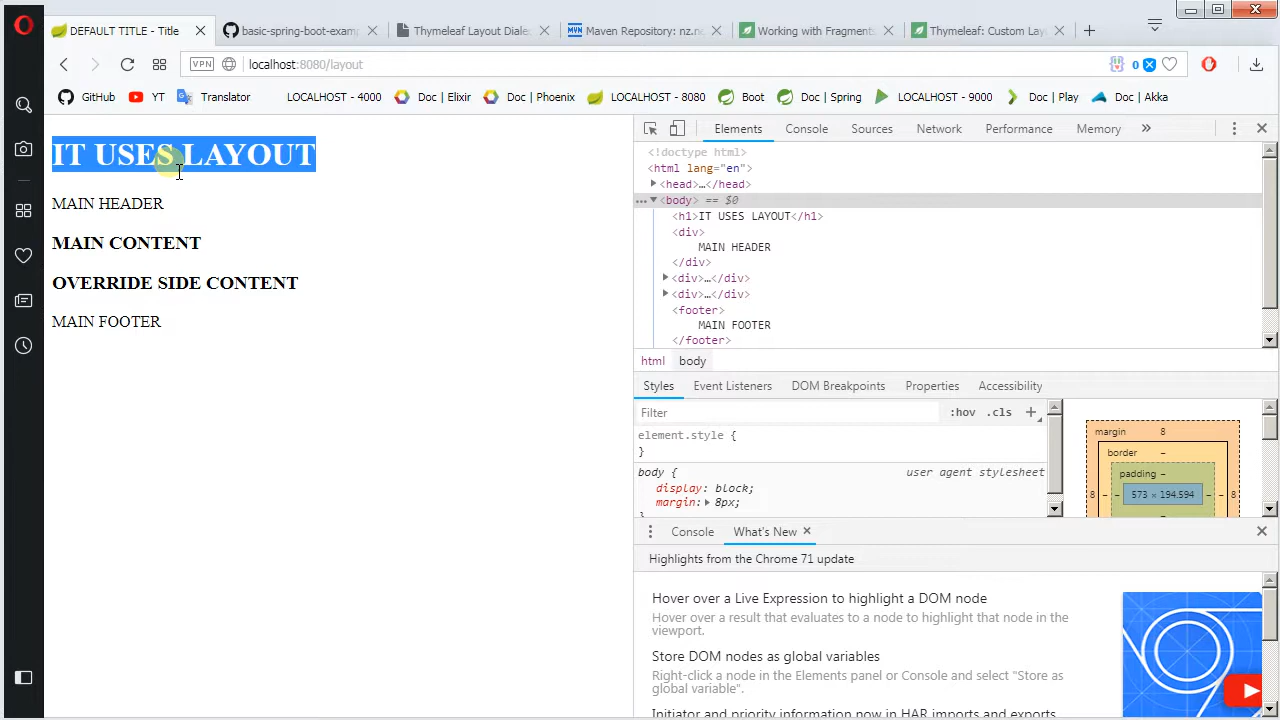 DEFAULT TITLE - Title
basic-spring-boot-exam
Thymeleaf Layout Diale
Maven Repository: nz.ne
Working with Fragments
Thymeleaf: Custom Lay
VPN localhost:8080/layout 0
GitHub YT Translator LOCALHOST - 4000 Doc | Elixir Doc | Phoenix LOCALHOST - 8080 Boot Doc | Spring LOCALHOST - 9000 Doc | Play Doc | Akka
IT USES LAYOUT
MAIN HEADER
MAIN CONTENT
OVERRIDE SIDE CONTENT
MAIN FOOTER
Elements Console Sources Network Performance Memory »
<!doctype html>
<html lang="en">
<head>…</head>
<body> == $0
<h1>IT USES LAYOUT</h1>
<div>
MAIN HEADER
</div>
<div>…</div>
<div>…</div>
<footer>
MAIN FOOTER
</footer>
html body
Styles Event Listeners DOM Breakpoints Properties Accessibility
Filter :hov .cls +
element.style {
}
body { user agent stylesheet
display: block;
margin: 8px;
}
margin 8
border –
padding –
8 – – 573 × 194.594 – – 8
Console What's New
Highlights from the Chrome 71 update
Hover over a Live Expression to highlight a DOM node
Hover over a result that evaluates to a node to highlight that node in the
viewport.
Store DOM nodes as global variables
Right-click a node in the Elements panel or Console and select "Store as
global variable".
Initiator and priority information now in HAR imports and exports